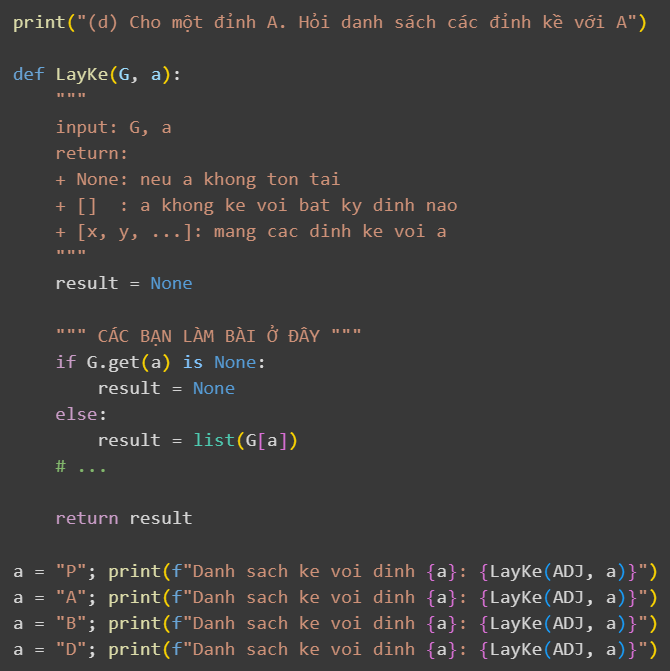 print("(d) Cho một đỉnh A. Hỏi danh sách các đỉnh kề với A")

def LayKe(G, a):
    """
    input: G, a
    return:
    + None: neu a khong ton tai
    + []  : a khong ke voi bat ky dinh nao
    + [x, y, ...]: mang cac dinh ke voi a
    """
    result = None

    """ CÁC BẠN LÀM BÀI Ở ĐÂY """
    if G.get(a) is None:
        result = None
    else:
        result = list(G[a])
    # ...

    return result

a = "P"; print(f"Danh sach ke voi dinh {a}: {LayKe(ADJ, a)}")
a = "A"; print(f"Danh sach ke voi dinh {a}: {LayKe(ADJ, a)}")
a = "B"; print(f"Danh sach ke voi dinh {a}: {LayKe(ADJ, a)}")
a = "D"; print(f"Danh sach ke voi dinh {a}: {LayKe(ADJ, a)}")